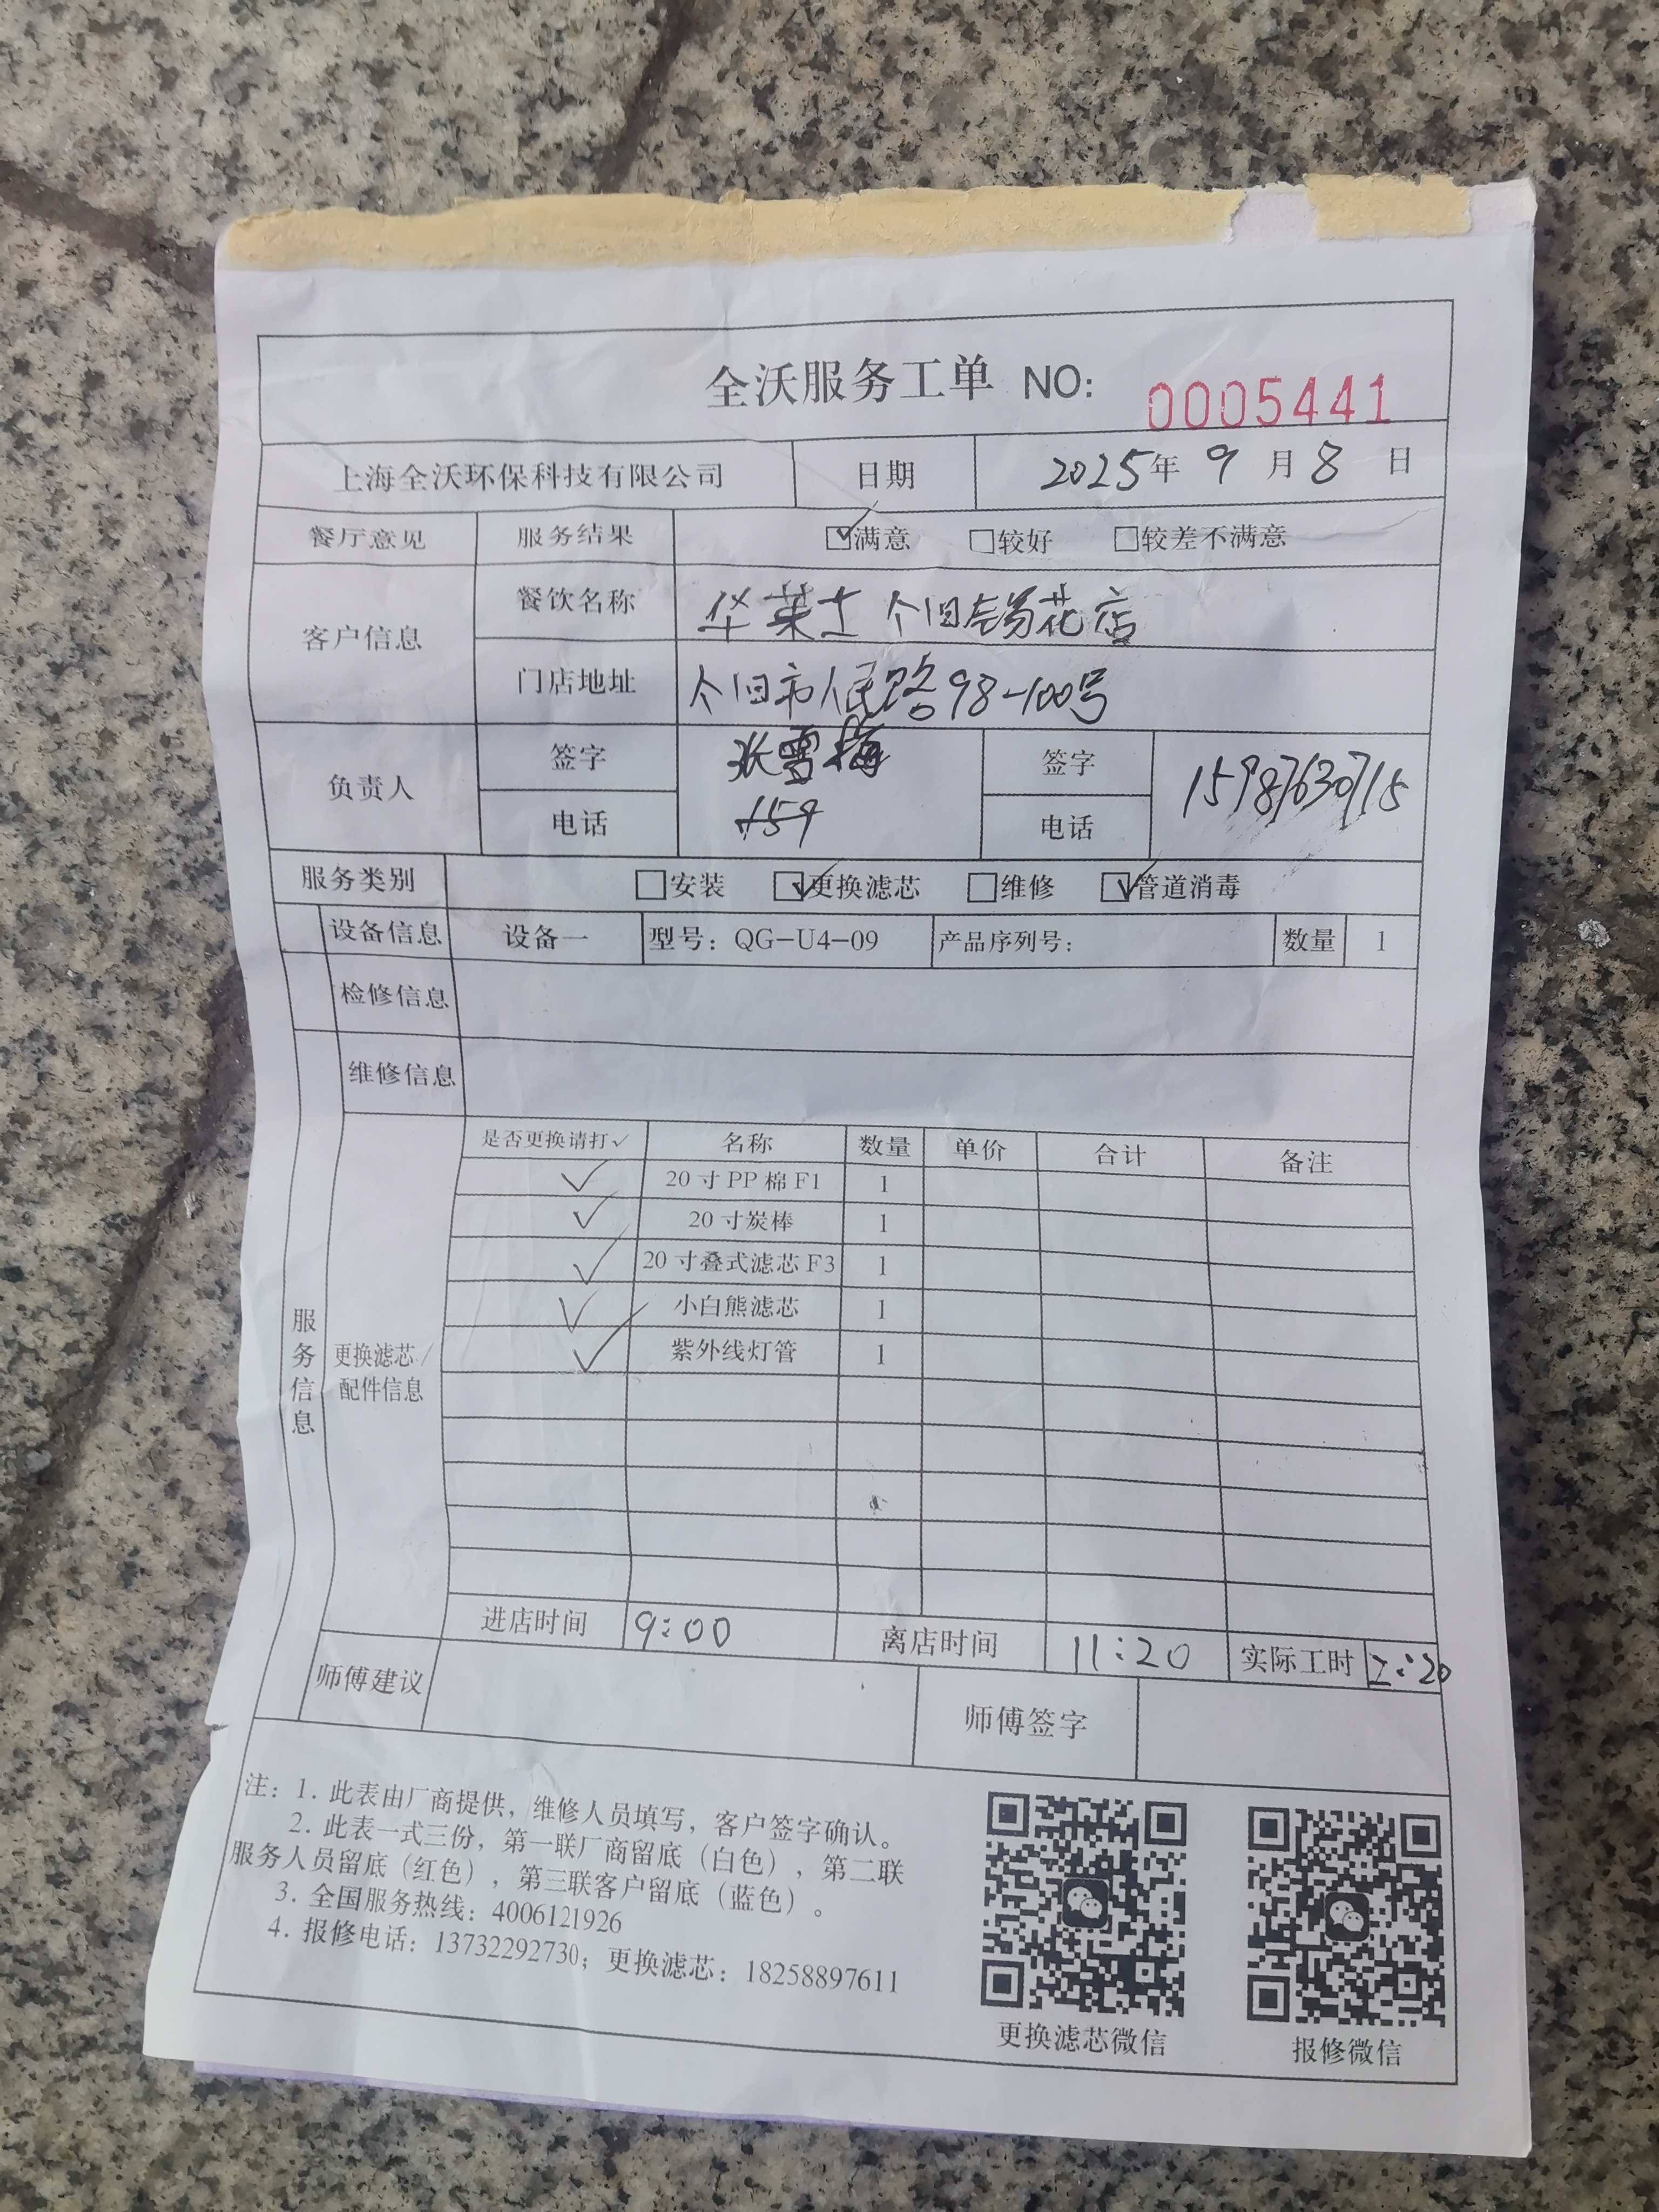 全沃服务工单 NO: 0005441
上海全沃环保科技有限公司 日期 2025年 9 月 8 日
餐厅意见 服务结果 ☑满意 □较好 □较差不满意
客户信息 餐饮名称 华莱士 个旧锡花店
门店地址 个旧市人民路98-100号
负责人 签字 张雪梅 签字 15987630715
电话 159 电话
服务类别 □安装 ☑更换滤芯 □维修 ☑管道消毒
设备信息 设备一 型号：QG-U4-09 产品序列号： 数量 1
检修信息
维修信息
服务信息
更换滤芯/
配件信息
是否更换请打✓ 名称 数量 单价 合计 备注
✓ 20寸PP棉F1 1
✓ 20寸炭棒 1
✓ 20寸叠式滤芯F3 1
✓ 小白熊滤芯 1
✓ 紫外线灯管 1
进店时间 9:00 离店时间 11:20 实际工时 2:20
师傅建议 师傅签字
注：1. 此表由厂商提供，维修人员填写，客户签字确认。
2. 此表一式三份，第一联厂商留底（白色），第二联
服务人员留底（红色），第三联客户留底（蓝色）。
3. 全国服务热线：4006121926
4. 报修电话：13732292730；更换滤芯：18258897611
更换滤芯微信 报修微信